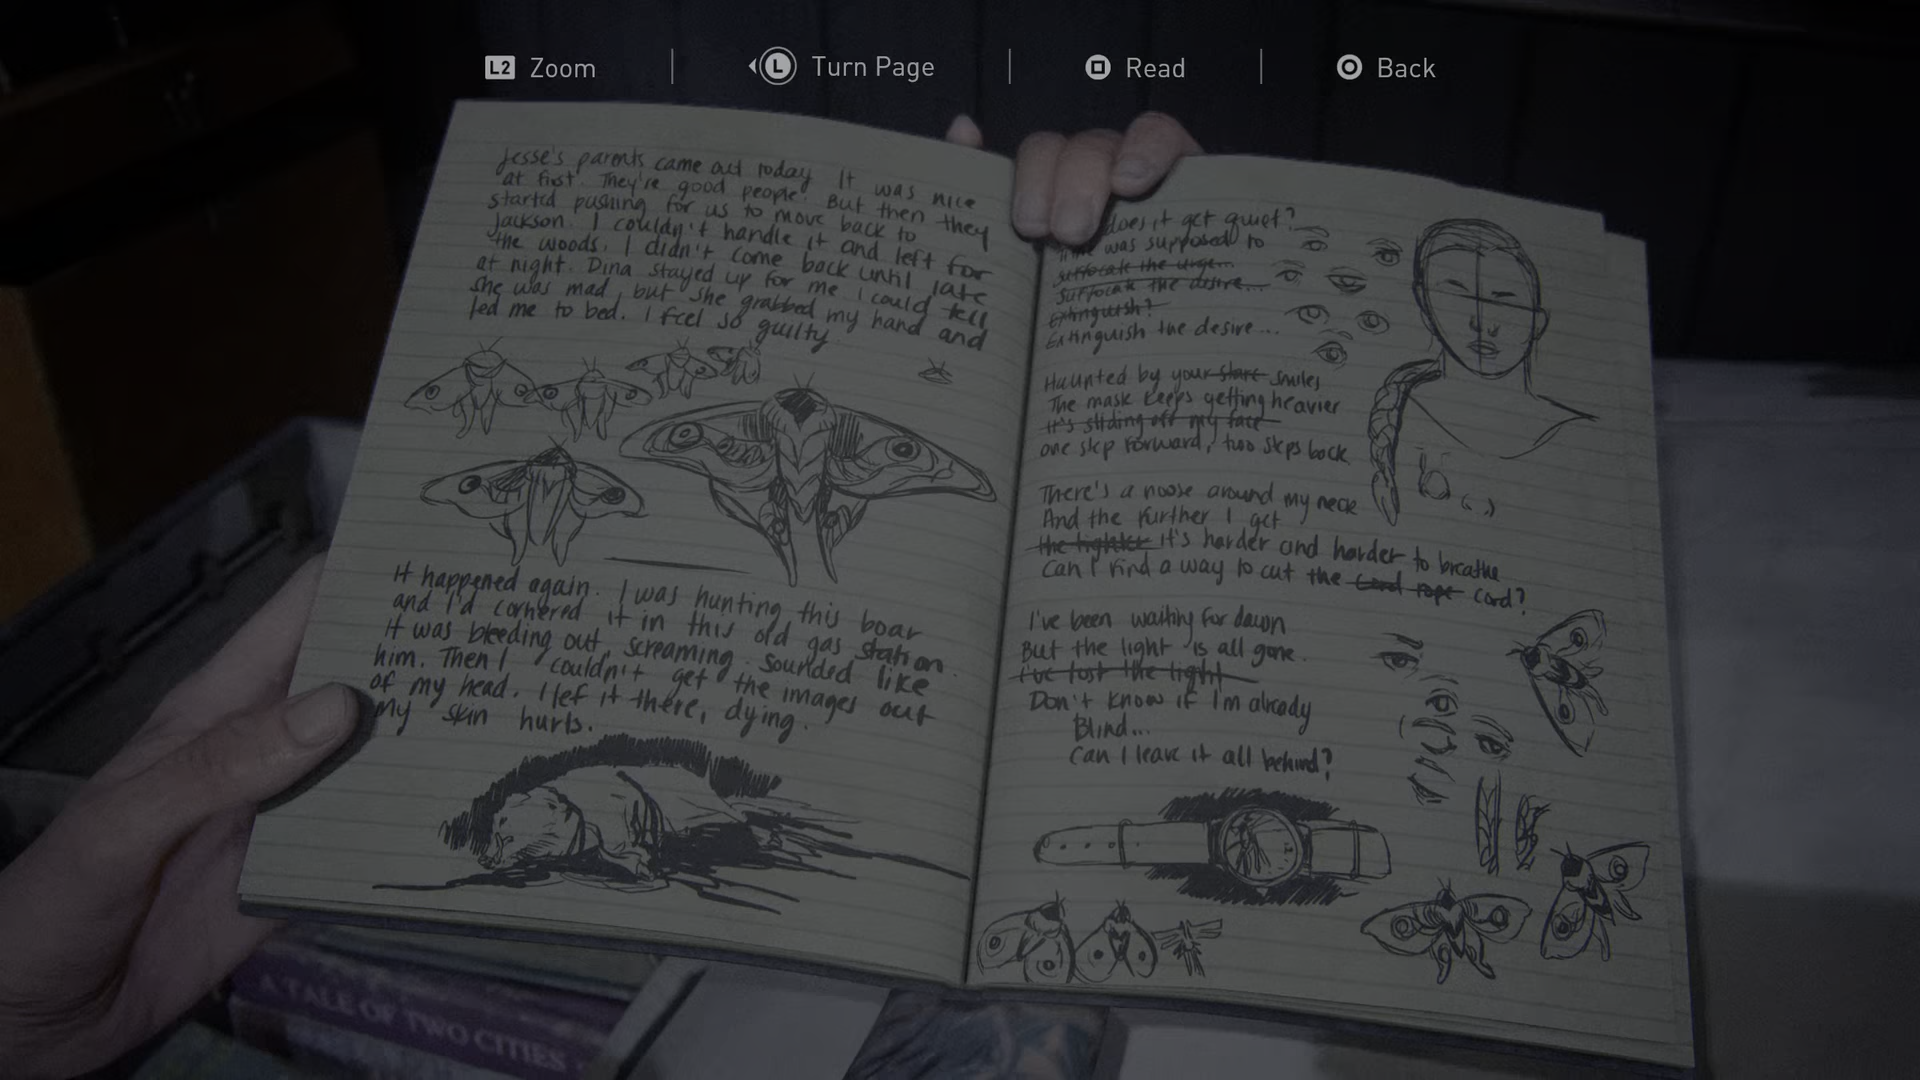 L2 Zoom
L Turn Page
Read
Back
Jesse's parents came out today It was nice
at first. They're good people. But then they
started pushing for us to move back to
Jackson. I couldn't handle it and left for
the woods. I didn't come back until late
at night. Dina stayed up for me I could tell
she was mad, but she grabbed my hand and
led me to bed. I feel so guilty
It happened again. I was hunting this boar
and I'd cornered it in this old gas station.
It was bleeding out, screaming. Sounded like
him. Then I couldn't get the images out
of my head. I lef it there, dying.
My skin hurts.
does it get quiet?
Time was supposed to
suffocate the urge...
suffocate the desire...
Extinguish?
Extinguish the desire...
Haunted by your stare smiles
The mask keeps getting heavier
it's sliding off my face
one step forward, two steps back
There's a noose around my neck
And the further I get
the tighter it's harder and harder to breathe
Can I find a way to cut the cord rope cord?
I've been waiting for dawn
But the light is all gone.
I've lost the light
Don't know if I'm already
Blind...
Can I leave it all behind?
A TALE OF TWO CITIES